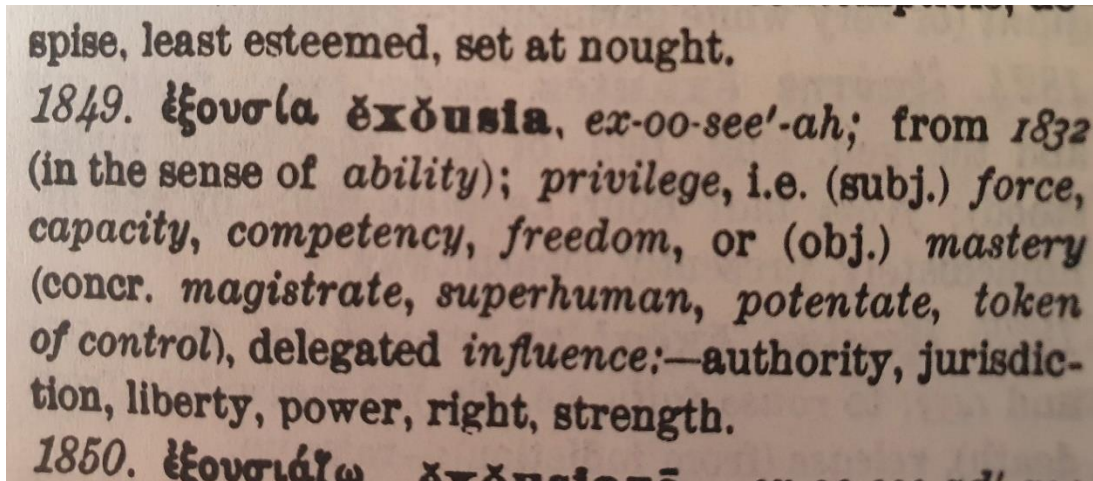 spise, least esteemed, set at nought.
1849. ἐξουσία ĕxŏusia, ex-oo-see'-ah; from 1832
(in the sense of ability); privilege, i.e. (subj.) force,
capacity, competency, freedom, or (obj.) mastery
(concr. magistrate, superhuman, potentate, token
of control), delegated influence:—authority, jurisdic-
tion, liberty, power, right, strength.
1850. ἐξουσιάζω